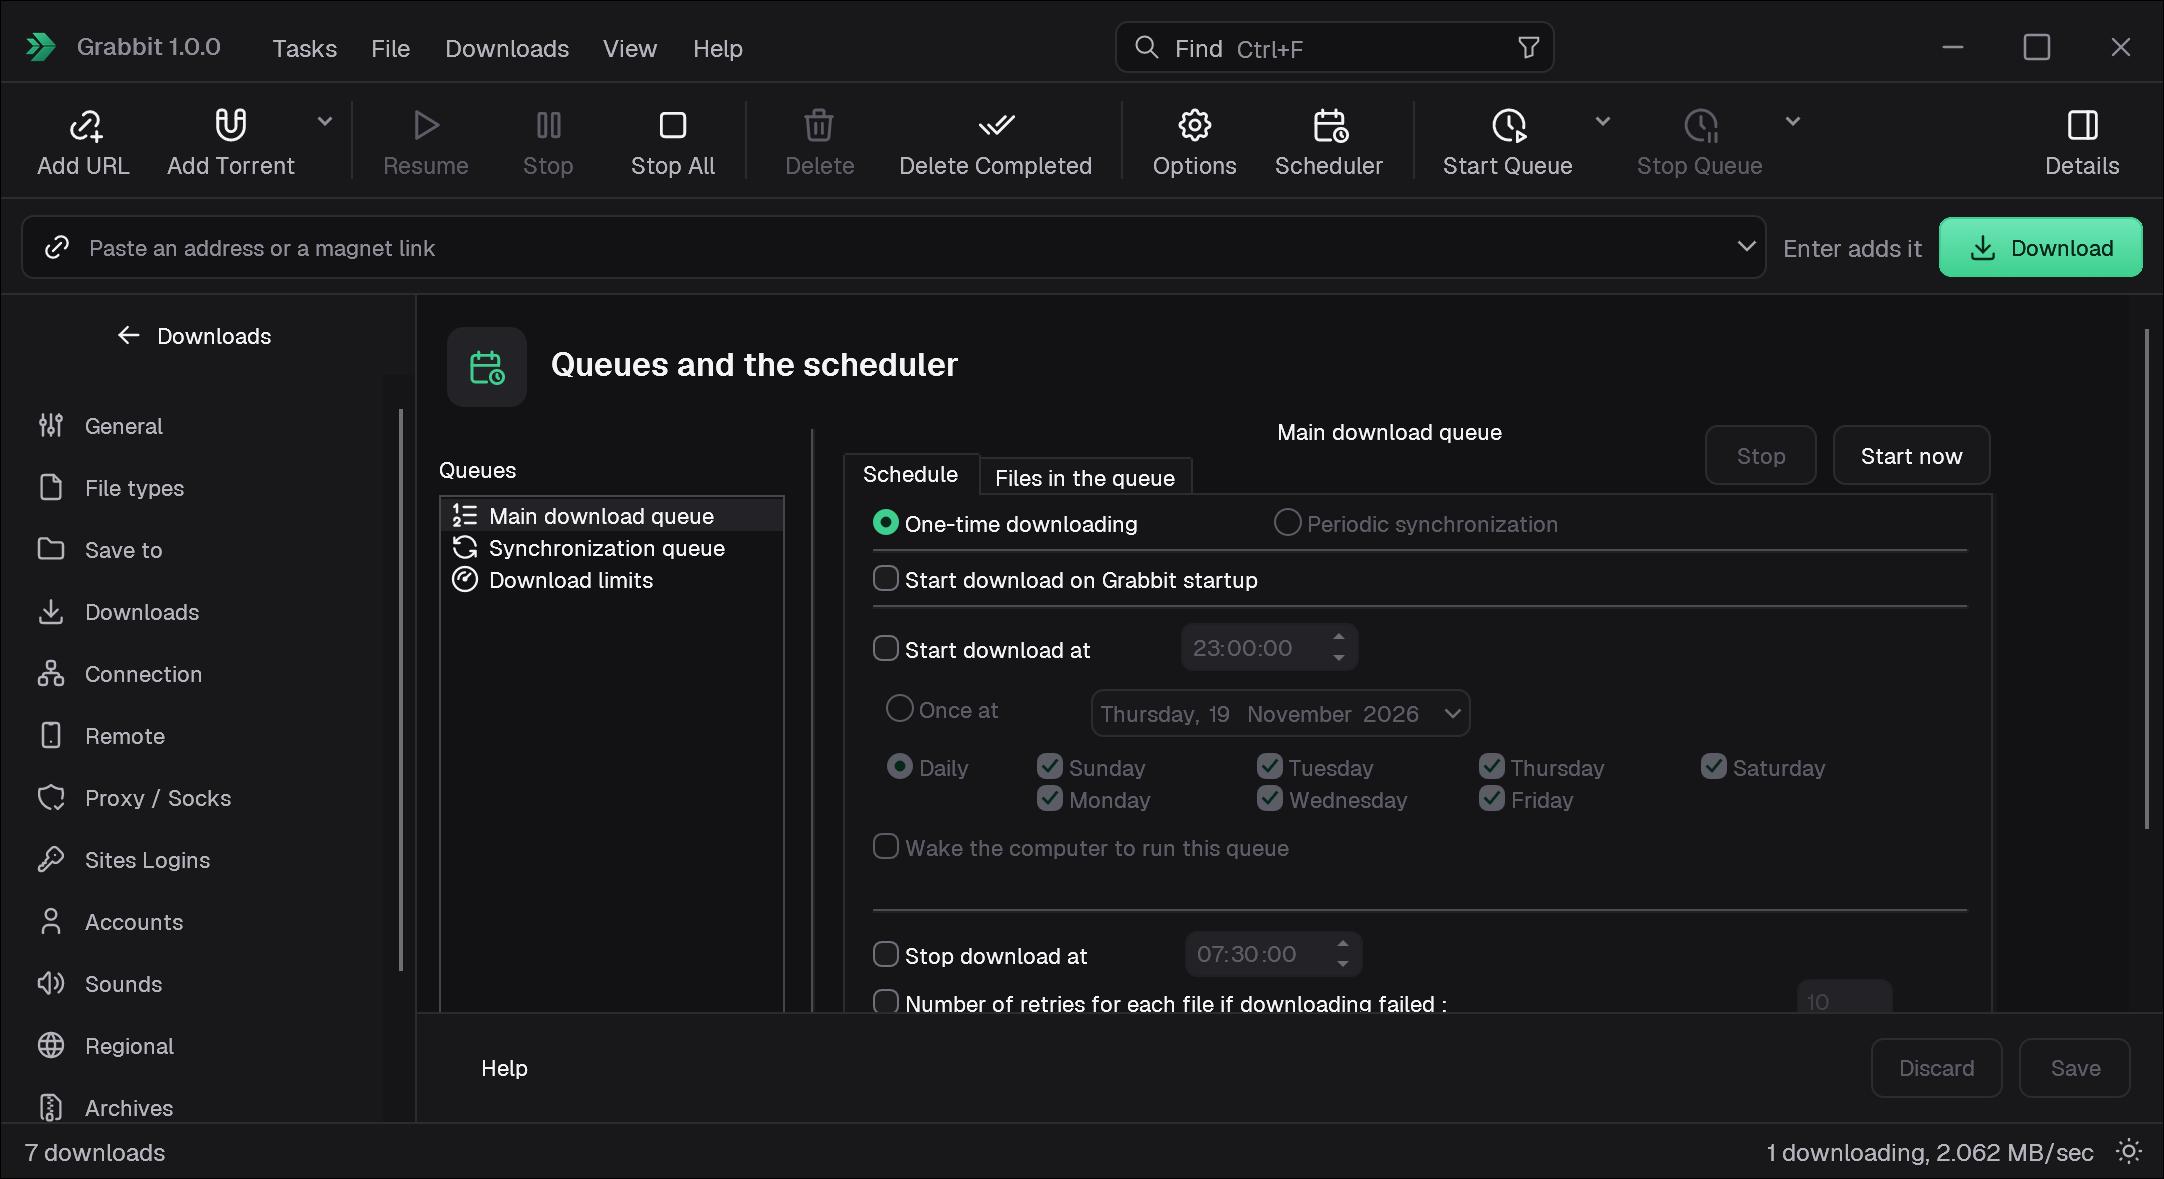 Grabbit 1.0.0 Tasks File Downloads View Help Find Ctrl+F
Add URL Add Torrent Resume Stop Stop All Delete Delete Completed Options Scheduler Start Queue Stop Queue Details
Paste an address or a magnet link Enter adds it Download
Downloads
General
File types
Save to
Downloads
Connection
Remote
Proxy / Socks
Sites Logins
Accounts
Sounds
Regional
Archives
Queues and the scheduler
Queues
Main download queue
Synchronization queue
Download limits
Main download queue
Stop Start now
Schedule Files in the queue
One-time downloading Periodic synchronization
Start download on Grabbit startup
Start download at 23:00:00
Once at Thursday, 19 November 2026
Daily Sunday Tuesday Thursday Saturday
Monday Wednesday Friday
Wake the computer to run this queue
Stop download at 07:30:00
Number of retries for each file if downloading failed : 10
Help Discard Save
7 downloads 1 downloading, 2.062 MB/sec